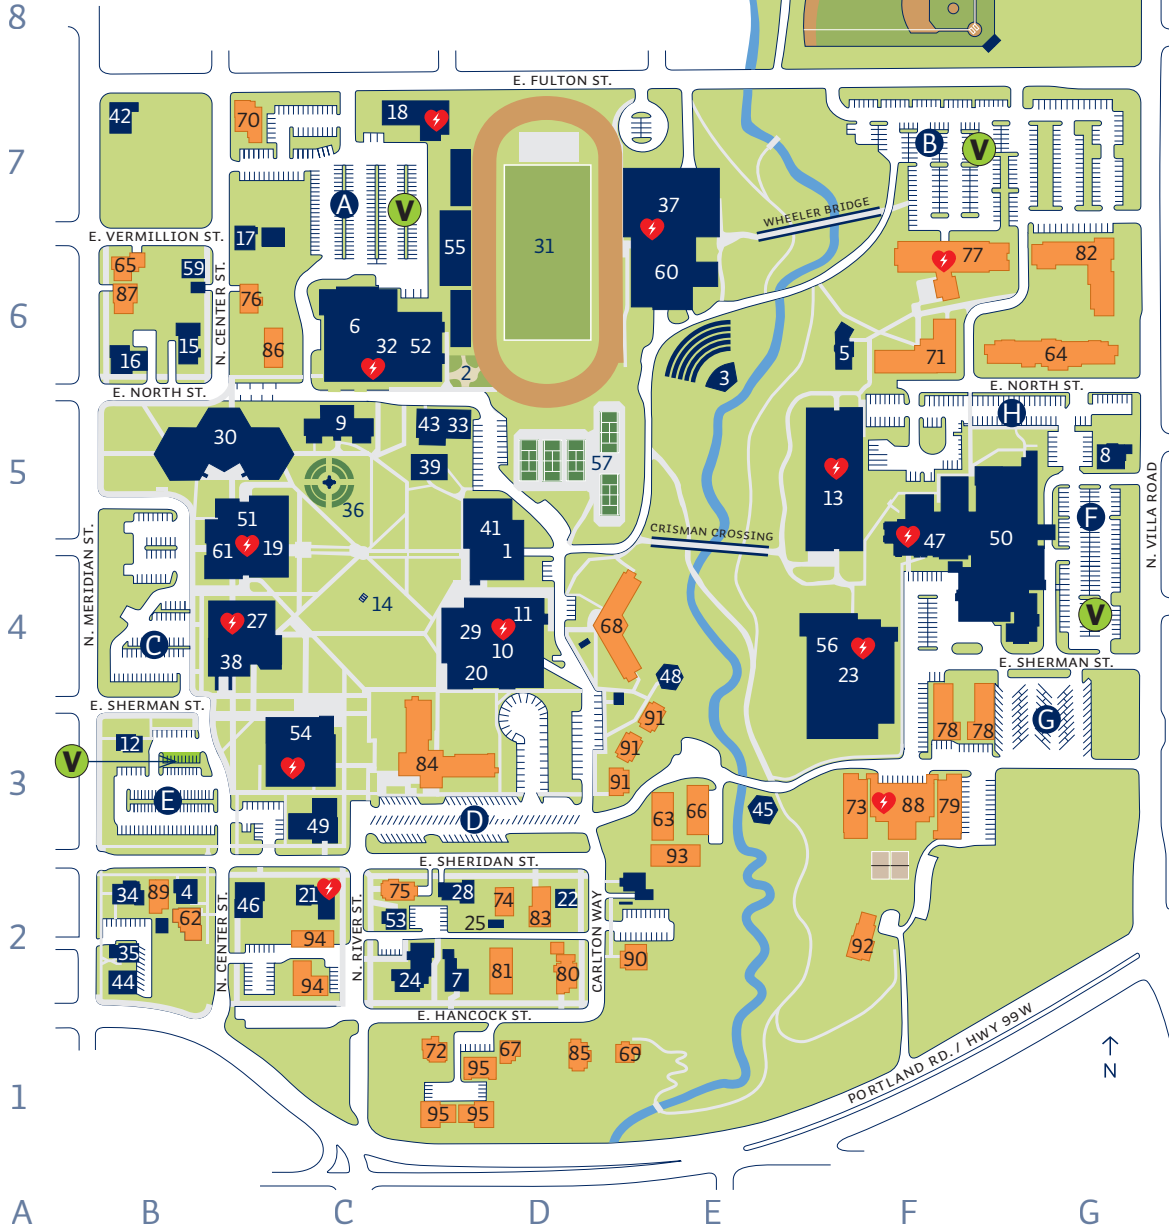 8
E. FULTON ST.
42
70
18
B
V
7
A
V
37
31
WHEELER BRIDGE
E. VERMILLION ST.
17
55
65
59
N. CENTER ST.
60
77
82
87
76
6
6
32
52
15
16
86
2
3
5
71
64
E. NORTH ST.
E. NORTH ST.
H
9
43
33
30
39
57
8
5
13
36
N. VILLA ROAD
51
F
41
CRISMAN CROSSING
61
19
1
47
50
N. MERIDIAN ST.
14
4
27
11
68
V
29
10
C
38
20
56
23
48
E. SHERMAN ST.
E. SHERMAN ST.
91
78
78
G
12
54
91
V
84
3
91
E
49
D
63
66
45
73
88
79
93
E. SHERIDAN ST.
34
89
4
46
21
75
28
74
83
22
CARLTON WAY
62
53
25
2
N. CENTER ST.
94
N. RIVER ST.
92
35
44
94
24
7
81
80
90
E. HANCOCK ST.
PORTLAND RD. / HWY 99W
N
72
67
85
69
95
1
95
95
A
B
C
D
E
F
G